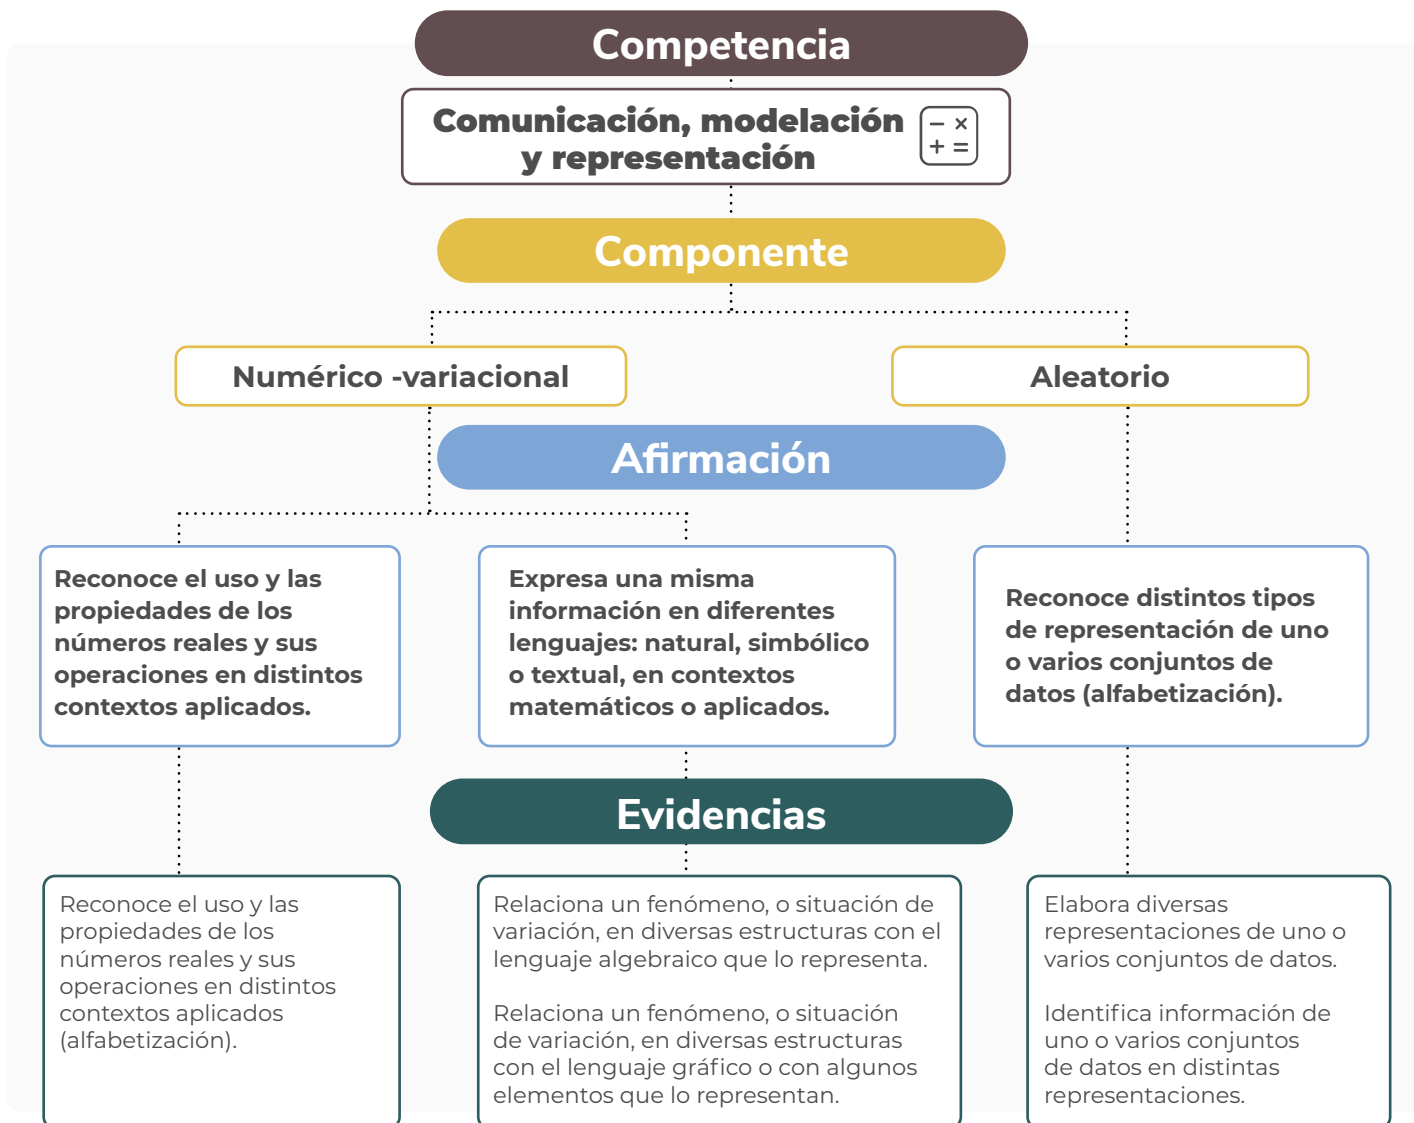 Competencia
Comunicación, modelación
y representación
− ×
+ =
Componente
Numérico -variacional
Aleatorio
Afirmación
Reconoce el uso y las
propiedades de los
números reales y sus
operaciones en distintos
contextos aplicados.
Expresa una misma
información en diferentes
lenguajes: natural, simbólico
o textual, en contextos
matemáticos o aplicados.
Reconoce distintos tipos
de representación de uno
o varios conjuntos de
datos (alfabetización).
Evidencias
Reconoce el uso y las
propiedades de los
números reales y sus
operaciones en distintos
contextos aplicados
(alfabetización).
Relaciona un fenómeno, o situación de
variación, en diversas estructuras con el
lenguaje algebraico que lo representa.
Relaciona un fenómeno, o situación
de variación, en diversas estructuras
con el lenguaje gráfico o con algunos
elementos que lo representan.
Elabora diversas
representaciones de uno o
varios conjuntos de datos.
Identifica información de
uno o varios conjuntos
de datos en distintas
representaciones.